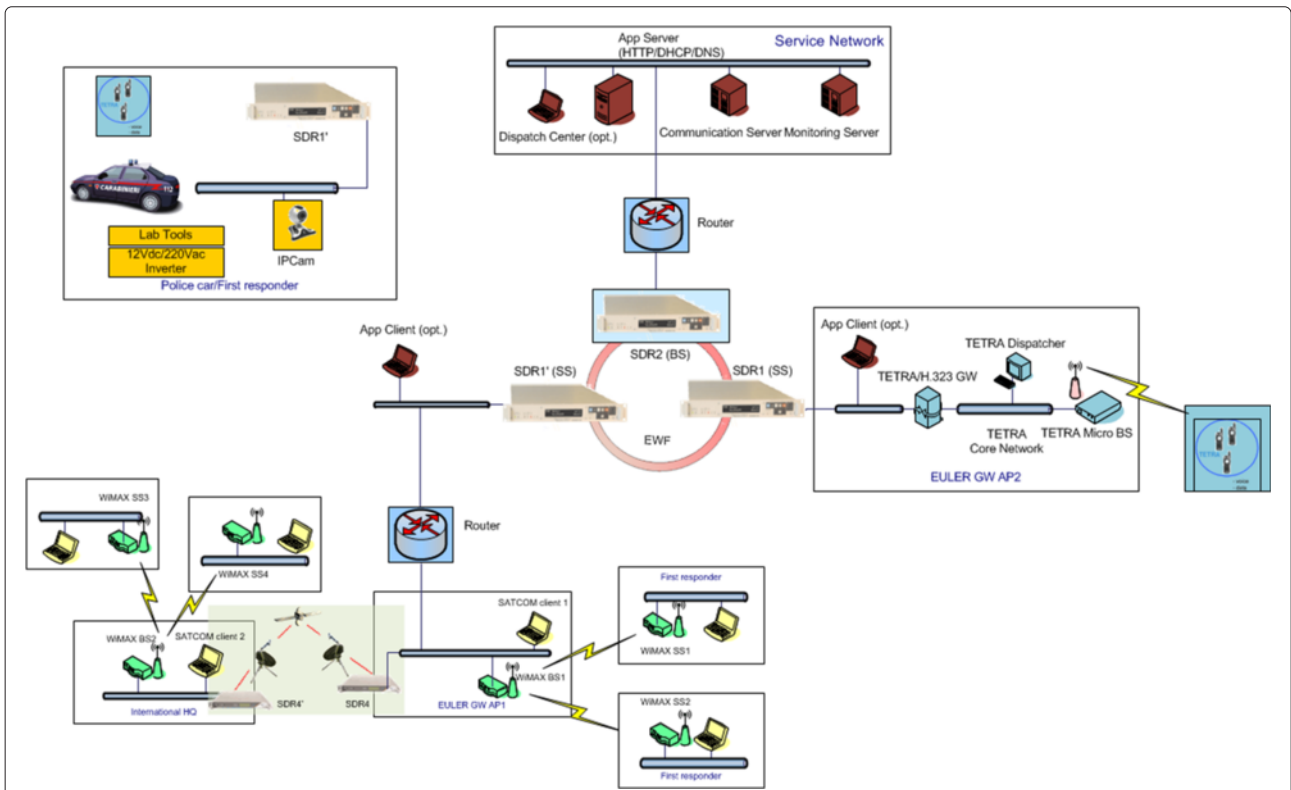 App Server
(HTTP/DHCP/DNS)
Service Network
Dispatch Center (opt.)
Communication Server
Monitoring Server
TETRA
SDR1'
CARABINIERI
112
Lab Tools
12Vdc/220Vac
Inverter
IPCam
Police car/First responder
Router
App Client (opt.)
SDR2 (BS)
SDR1' (SS)
SDR1 (SS)
EWF
App Client (opt.)
TETRA Dispatcher
TETRA/H.323 GW
TETRA
Core Network
TETRA Micro BS
EULER GW AP2
TETRA
- voice
- data
Router
WiMAX SS3
WiMAX SS4
WiMAX BS2
SATCOM client 2
International HQ
SDR4'
SDR4
SATCOM client 1
WiMAX BS1
EULER GW AP1
First responder
WiMAX SS1
WiMAX SS2
First responder